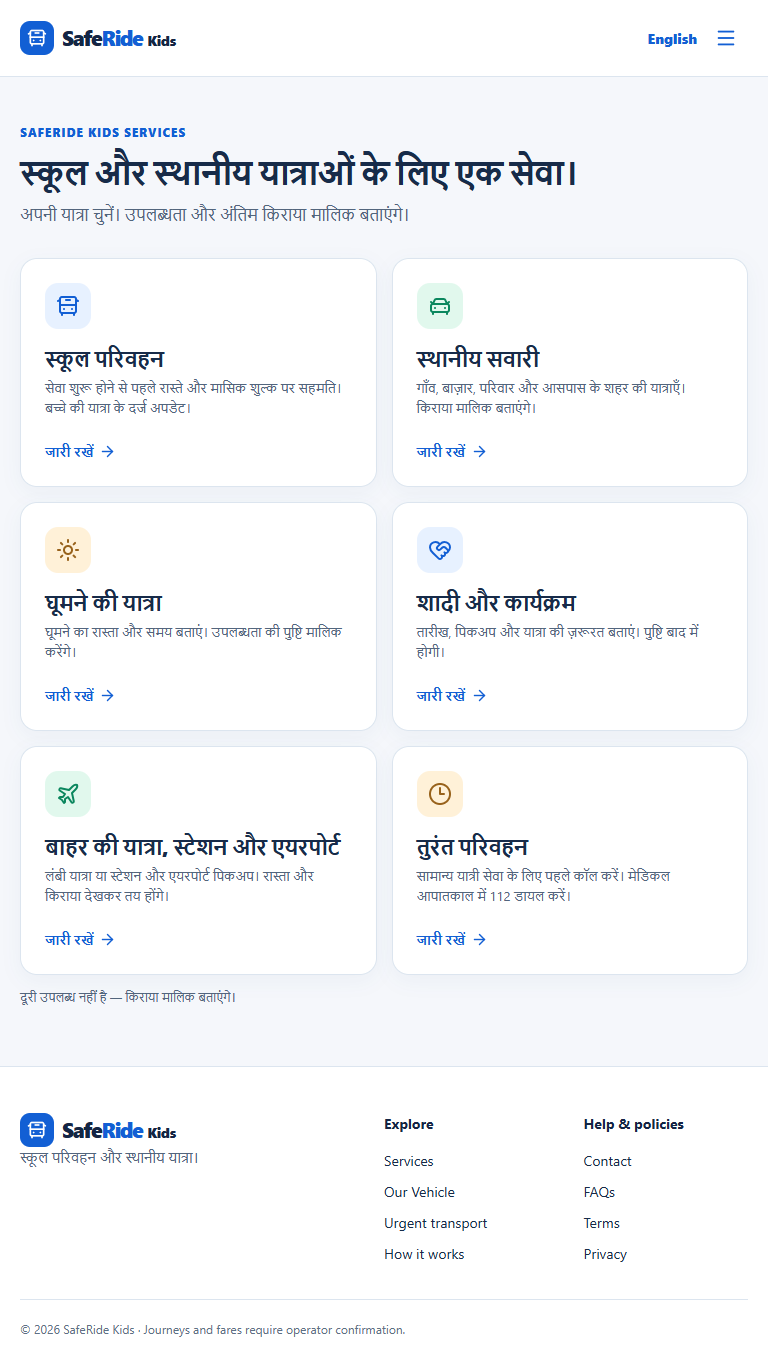 SafeRide Kids
English
SAFERIDE KIDS SERVICES
स्कूल और स्थानीय यात्राओं के लिए एक सेवा।
अपनी यात्रा चुनें। उपलब्धता और अंतिम किराया मालिक बताएंगे।
स्कूल परिवहन
सेवा शुरू होने से पहले रास्ते और मासिक शुल्क पर सहमति।
बच्चे की यात्रा के दर्ज अपडेट।
जारी रखें →
स्थानीय सवारी
गाँव, बाज़ार, परिवार और आसपास के शहर की यात्राएँ।
किराया मालिक बताएंगे।
जारी रखें →
घूमने की यात्रा
घूमने का रास्ता और समय बताएं। उपलब्धता की पुष्टि मालिक
करेंगे।
जारी रखें →
शादी और कार्यक्रम
तारीख, पिकअप और यात्रा की ज़रूरत बताएं। पुष्टि बाद में
होगी।
जारी रखें →
बाहर की यात्रा, स्टेशन और एयरपोर्ट
लंबी यात्रा या स्टेशन और एयरपोर्ट पिकअप। रास्ता और
किराया देखकर तय होंगे।
जारी रखें →
तुरंत परिवहन
सामान्य यात्री सेवा के लिए पहले कॉल करें। मेडिकल
आपातकाल में 112 डायल करें।
जारी रखें →
दूरी उपलब्ध नहीं है — किराया मालिक बताएंगे।
SafeRide Kids
स्कूल परिवहन और स्थानीय यात्रा।
Explore
Services
Our Vehicle
Urgent transport
How it works
Help & policies
Contact
FAQs
Terms
Privacy
© 2026 SafeRide Kids · Journeys and fares require operator confirmation.